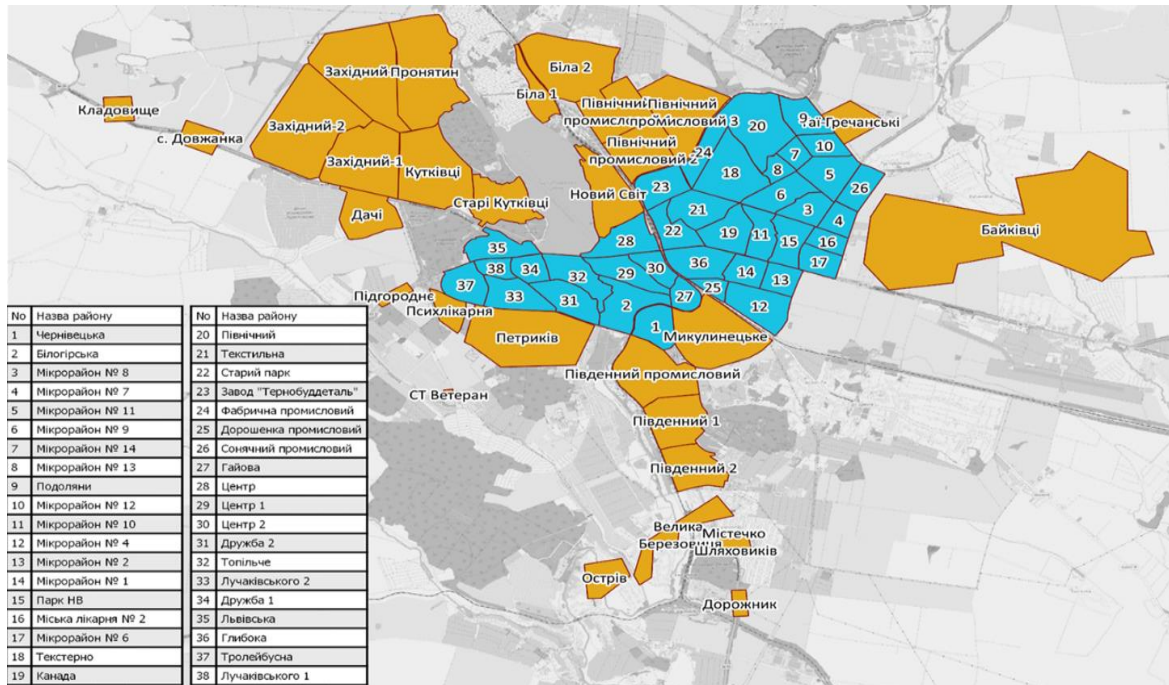 Західний
Пронятин
Біла 2
Біла 1
Кладовище
Північний
Північний
промисловий 3
с. Довжанка
Західний-2
Гаї-Гречанські
Північний
промисловий 2
Західний-1
Кутківці
Старі Кутківці
Новий Світ
Дачі
Байківці
9
20
24
7
10
18
8
5
26
23
6
21
3
4
22
19
11
15
16
28
35
36
17
38
34
32
29
30
14
13
37
33
31
2
27
25
12
1
Підгороднє
Психлікарня
Петриків
Микулинецьке
Південний промисловий
СТ Ветеран
Південний 1
Південний 2
Велика
Березовиця
Містечко
Шляховиків
Острів
Дорожник
No Назва району
1 Чернівецька
2 Білогірська
3 Мікрорайон № 8
4 Мікрорайон № 7
5 Мікрорайон № 11
6 Мікрорайон № 9
7 Мікрорайон № 14
8 Мікрорайон № 13
9 Подоляни
10 Мікрорайон № 12
11 Мікрорайон № 10
12 Мікрорайон № 4
13 Мікрорайон № 2
14 Мікрорайон № 1
15 Парк НВ
16 Міська лікарня № 2
17 Мікрорайон № 6
18 Текстерно
19 Канада
No Назва району
20 Північний
21 Текстильна
22 Старий парк
23 Завод "Тернобуддеталь"
24 Фабрична промисловий
25 Дорошенка промисловий
26 Сонячний промисловий
27 Гайова
28 Центр
29 Центр 1
30 Центр 2
31 Дружба 2
32 Топільче
33 Лучаківського 2
34 Дружба 1
35 Львівська
36 Глибока
37 Тролейбусна
38 Лучаківського 1